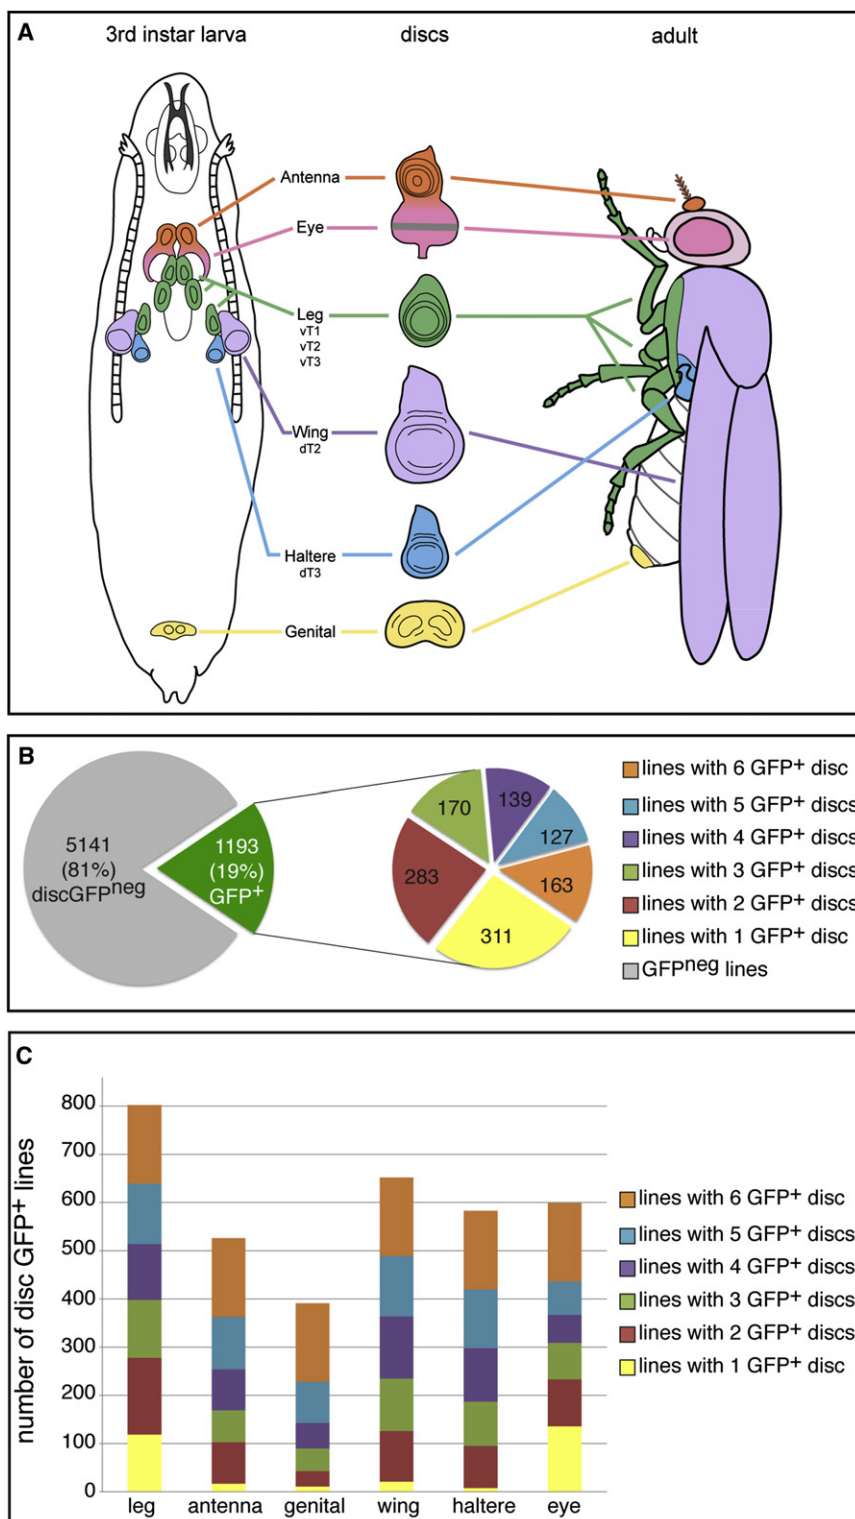 A
3rd instar larva
discs
adult
Antenna
Eye
Leg
vT1
vT2
vT3
Wing
dT2
Haltere
dT3
Genital
B
5141
(81%)
discGFPneg
1193
(19%)
GFP+
170
139
127
283
163
311
lines with 6 GFP+ disc
lines with 5 GFP+ discs
lines with 4 GFP+ discs
lines with 3 GFP+ discs
lines with 2 GFP+ discs
lines with 1 GFP+ disc
GFPneg lines
C
number of disc GFP+ lines
800
700
600
500
400
300
200
100
0
leg
antenna
genital
wing
haltere
eye
lines with 6 GFP+ disc
lines with 5 GFP+ discs
lines with 4 GFP+ discs
lines with 3 GFP+ discs
lines with 2 GFP+ discs
lines with 1 GFP+ disc